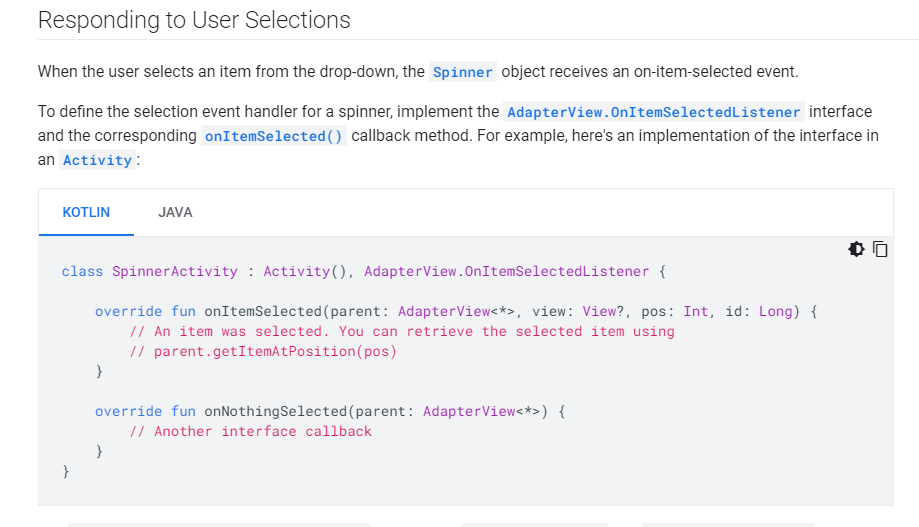 Responding to User Selections
When the user selects an item from the drop-down, the Spinner object receives an on-item-selected event.
To define the selection event handler for a spinner, implement the AdapterView.OnItemSelectedListener interface
and the corresponding onItemSelected() callback method. For example, here's an implementation of the interface in
an Activity:
KOTLIN JAVA
class SpinnerActivity : Activity(), AdapterView.OnItemSelectedListener {
    override fun onItemSelected(parent: AdapterView<*>, view: View?, pos: Int, id: Long) {
        // An item was selected. You can retrieve the selected item using
        // parent.getItemAtPosition(pos)
    }
    override fun onNothingSelected(parent: AdapterView<*>) {
        // Another interface callback
    }
}